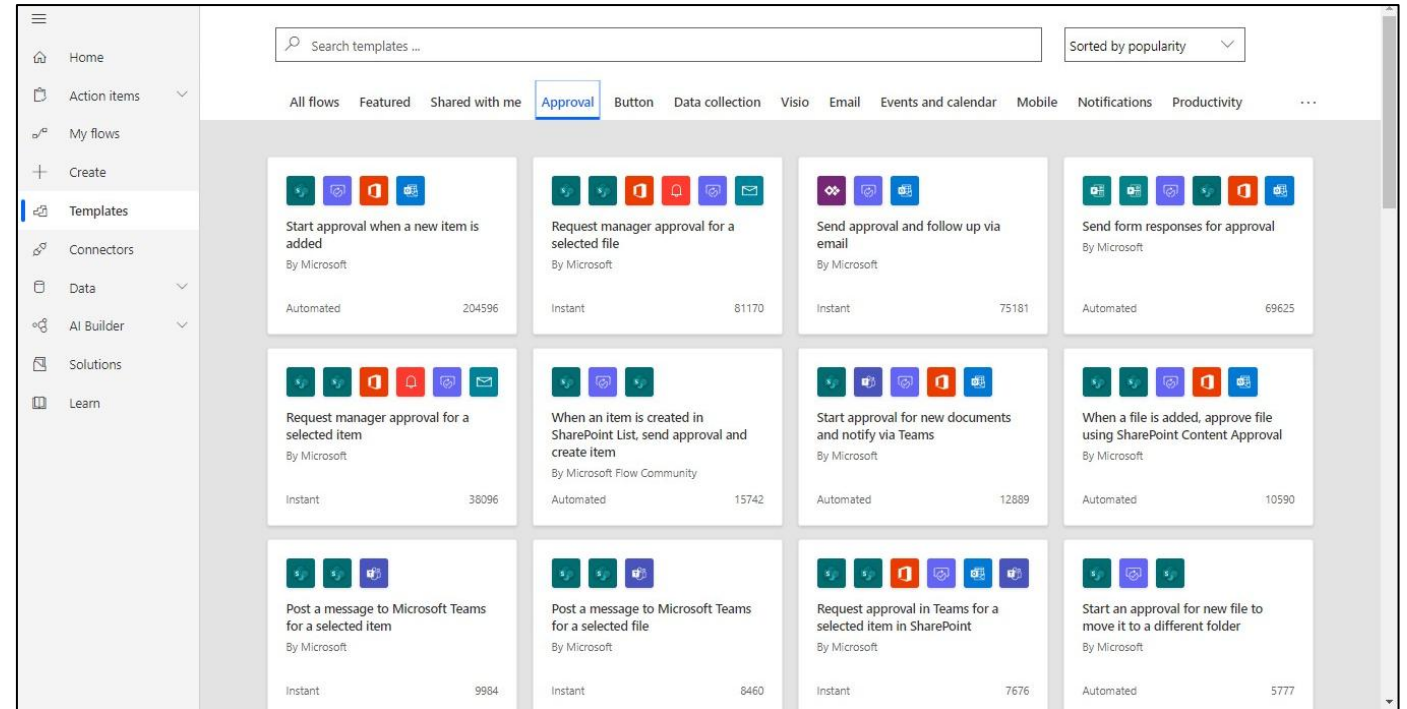 Search templates ...
Sorted by popularity
Home
Action items
My flows
Create
Templates
Connectors
Data
AI Builder
Solutions
Learn
All flows Featured Shared with me Approval Button Data collection Visio Email Events and calendar Mobile Notifications Productivity ...
Start approval when a new item is
added
By Microsoft
Automated 204596
Request manager approval for a
selected file
By Microsoft
Instant 81170
Send approval and follow up via
email
By Microsoft
Instant 75181
Send form responses for approval
By Microsoft
Automated 69625
Request manager approval for a
selected item
By Microsoft
Instant 38096
When an item is created in
SharePoint List, send approval and
create item
By Microsoft Flow Community
Automated 15742
Start approval for new documents
and notify via Teams
By Microsoft
Automated 12889
When a file is added, approve file
using SharePoint Content Approval
By Microsoft
Automated 10590
Post a message to Microsoft Teams
for a selected item
By Microsoft
Instant 9984
Post a message to Microsoft Teams
for a selected file
By Microsoft
Instant 8460
Request approval in Teams for a
selected item in SharePoint
By Microsoft
Instant 7676
Start an approval for new file to
move it to a different folder
By Microsoft
Automated 5777